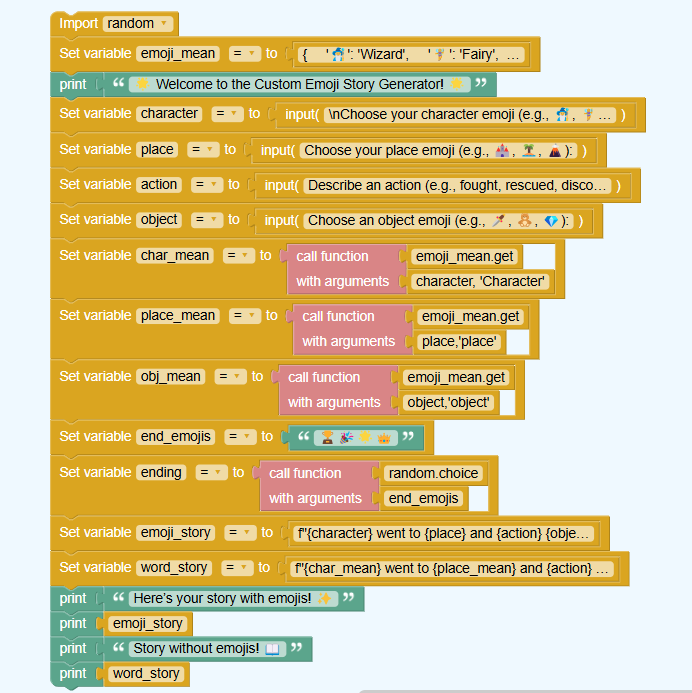 Import random
Set variable emoji_mean = to { '🧙‍♂️': 'Wizard', '🧚': 'Fairy', ...
print “ 🌟 Welcome to the Custom Emoji Story Generator! 🌟 ”
Set variable character = to input( \nChoose your character emoji (e.g., 🧙‍♂️, 🧚 ... )
Set variable place = to input( Choose your place emoji (e.g., 🏰, 🏝️, 🌋): )
Set variable action = to input( Describe an action (e.g., fought, rescued, disco... )
Set variable object = to input( Choose an object emoji (e.g., 🗡️, 🧸, 💎): )
Set variable char_mean = to call function emoji_mean.get
with arguments character, 'Character'
Set variable place_mean = to call function emoji_mean.get
with arguments place,'place'
Set variable obj_mean = to call function emoji_mean.get
with arguments object,'object'
Set variable end_emojis = to “ 🏆🎉🌟👑 ”
Set variable ending = to call function random.choice
with arguments end_emojis
Set variable emoji_story = to f"{character} went to {place} and {action} {obje...
Set variable word_story = to f"{char_mean} went to {place_mean} and {action} ...
print “ Here's your story with emojis! ✨ ”
print emoji_story
print “ Story without emojis! 📖 ”
print word_story